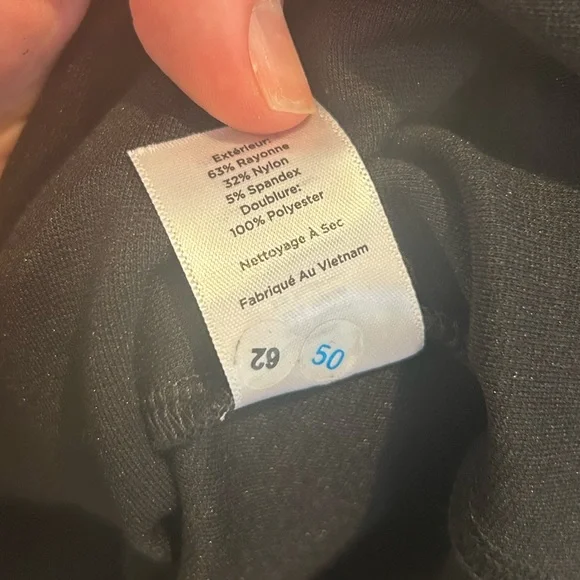 Extérieur:
63% Rayonne
32% Nylon
5% Spandex
Doublure:
100% Polyester
Nettoyage À Sec
Fabriqué Au Vietnam
62 50